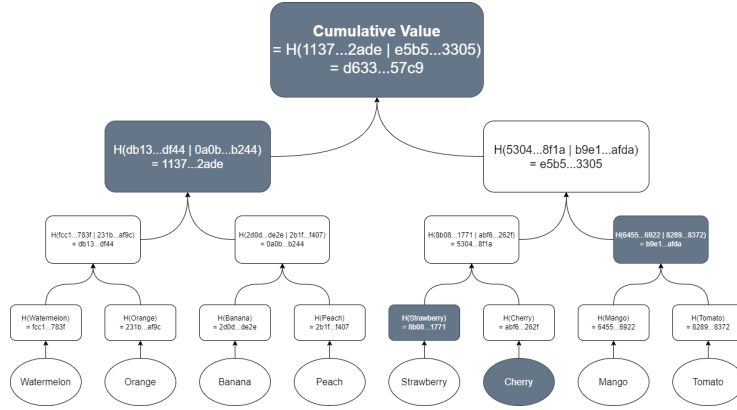 Cumulative Value
= H(1137...2ade | e5b5...3305)
= d633...57c9
H(db13...df44 | 0a0b...b244)
= 1137...2ade
H(5304...8f1a | b9e1...afda)
= e5b5...3305
H(fcc1...783f | 231b...af9c)
= db13...df44
H(2d0d...de2e | 2b1f...f407)
= 0a0b...b244
H(8b08...1771 | abf6...262f)
= 5304...8f1a
H(6455...6922 | 8289...8372)
= b9e1...afda
H(Watermelon)
= fcc1...783f
H(Orange)
= 231b...af9c
H(Banana)
= 2d0d...de2e
H(Peach)
= 2b1f...f407
H(Strawberry)
= 8b08...1771
H(Cherry)
= abf6...262f
H(Mango)
= 6455...6922
H(Tomato)
= 8289...8372
Watermelon
Orange
Banana
Peach
Strawberry
Cherry
Mango
Tomato